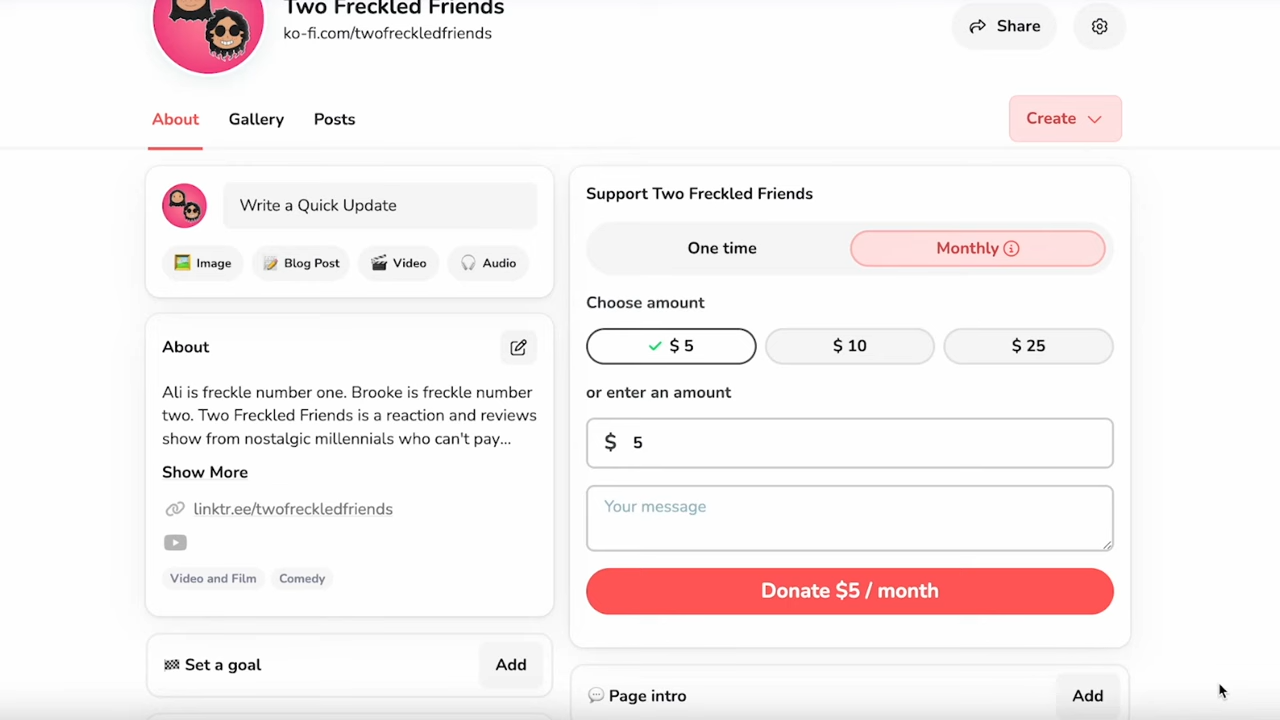 Two Freckled Friends
ko-fi.com/twofreckledfriends
Share
About
Gallery
Posts
Create
Write a Quick Update
Image
Blog Post
Video
Audio
About
Ali is freckle number one. Brooke is freckle number
two. Two Freckled Friends is a reaction and reviews
show from nostalgic millennials who can't pay...
Show More
linktr.ee/twofreckledfriends
Video and Film
Comedy
Set a goal
Add
Support Two Freckled Friends
One time
Monthly
Choose amount
$ 5
$ 10
$ 25
or enter an amount
$ 5
Your message
Donate $5 / month
Page intro
Add